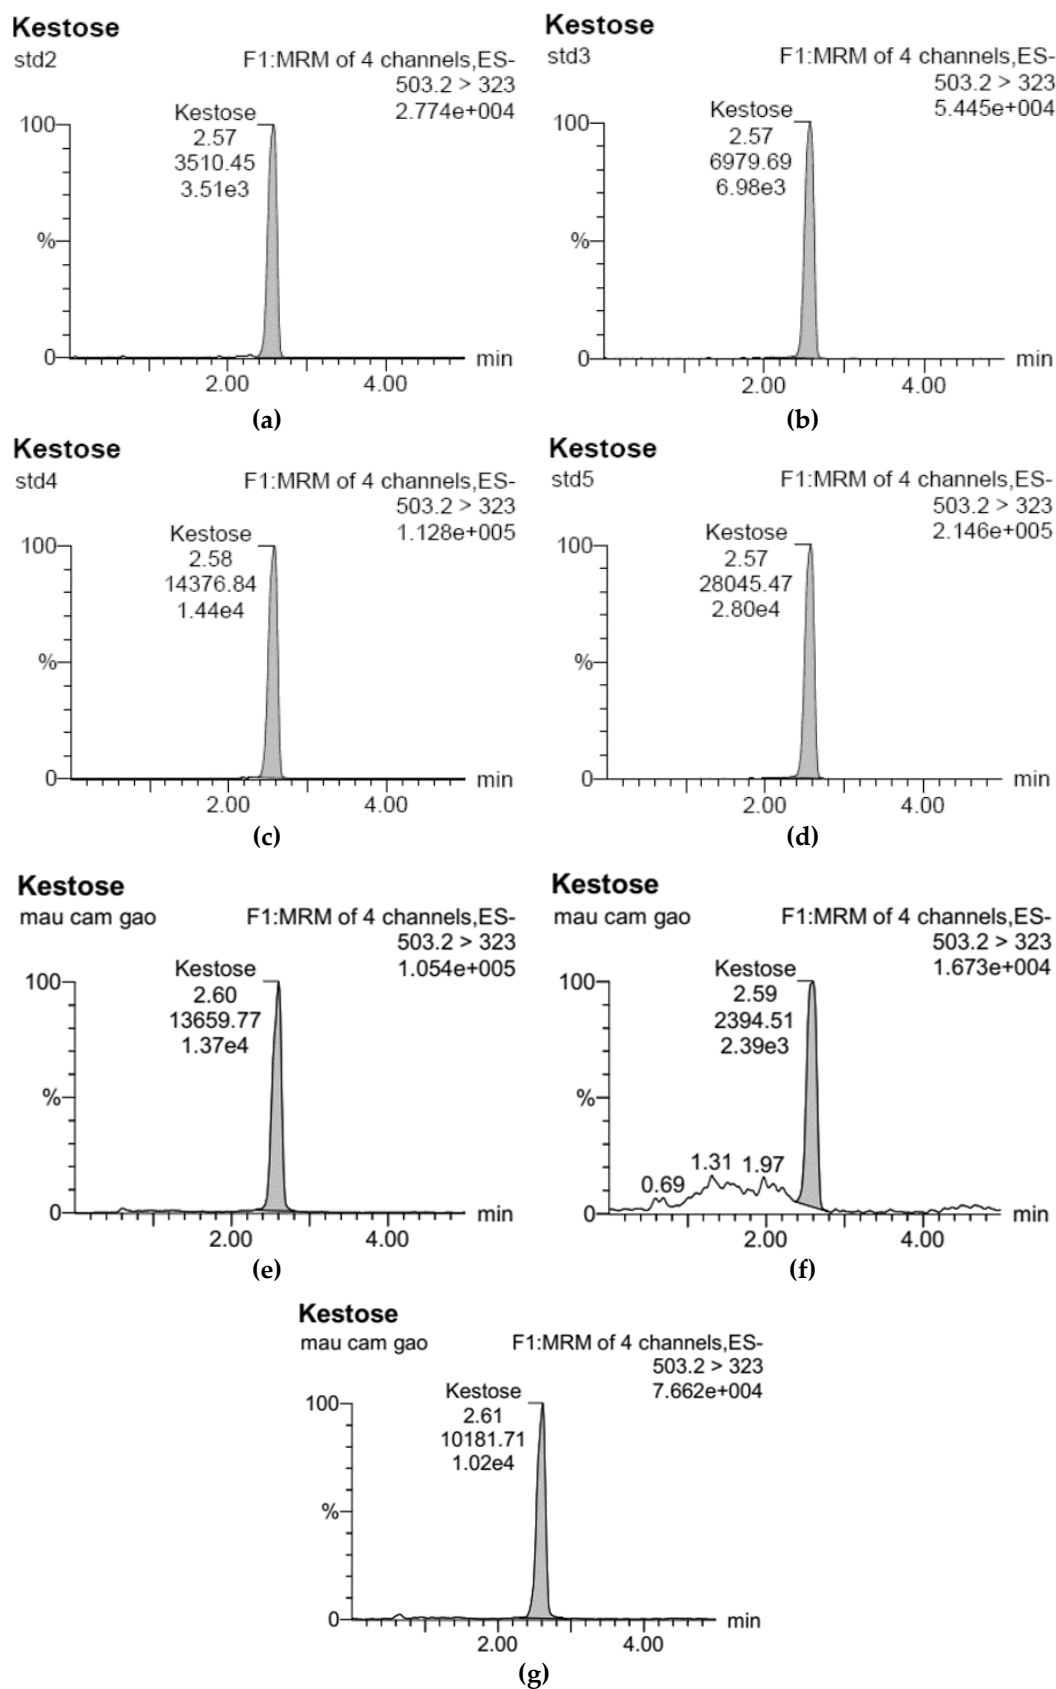 Kestose
std2
F1:MRM of 4 channels,ES-
503.2 > 323
2.774e+004
Kestose
2.57
3510.45
3.51e3
100
%
0
2.00
4.00
min
(a)
Kestose
std3
F1:MRM of 4 channels,ES-
503.2 > 323
5.445e+004
Kestose
2.57
6979.69
6.98e3
100
%
0
2.00
4.00
min
(b)
Kestose
std4
F1:MRM of 4 channels,ES-
503.2 > 323
1.128e+005
Kestose
2.58
14376.84
1.44e4
100
%
0
2.00
4.00
min
(c)
Kestose
std5
F1:MRM of 4 channels,ES-
503.2 > 323
2.146e+005
Kestose
2.57
28045.47
2.80e4
100
%
0
2.00
4.00
min
(d)
Kestose
mau cam gao
F1:MRM of 4 channels,ES-
503.2 > 323
1.054e+005
Kestose
2.60
13659.77
1.37e4
100
%
0
2.00
4.00
min
(e)
Kestose
mau cam gao
F1:MRM of 4 channels,ES-
503.2 > 323
1.673e+004
Kestose
2.59
2394.51
2.39e3
100
%
0.69
1.31
1.97
0
2.00
4.00
min
(f)
Kestose
mau cam gao
F1:MRM of 4 channels,ES-
503.2 > 323
7.662e+004
Kestose
2.61
10181.71
1.02e4
100
%
0
2.00
4.00
min
(g)